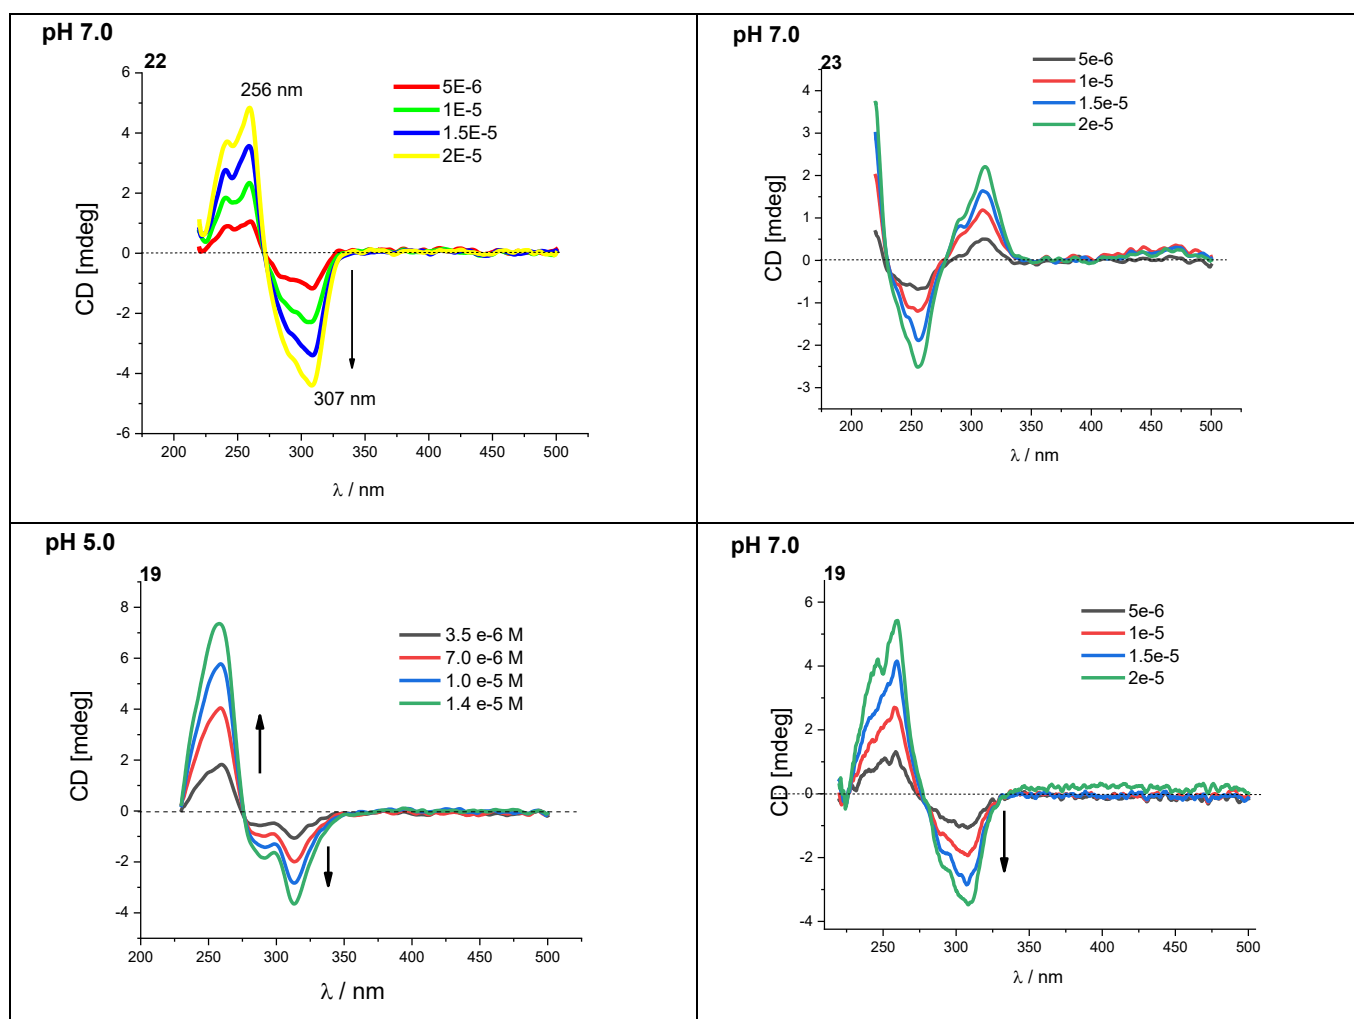 pH 7.0
22
6
4
2
0
-2
-4
-6
CD [mdeg]
256 nm
307 nm
5E-6
1E-5
1.5E-5
2E-5
200 250 300 350 400 450 500
λ / nm
pH 7.0
23
4
3
2
1
0
-1
-2
-3
CD [mdeg]
5e-6
1e-5
1.5e-5
2e-5
200 250 300 350 400 450 500
λ / nm
pH 5.0
19
8
6
4
2
0
-2
-4
CD [mdeg]
3.5 e-6 M
7.0 e-6 M
1.0 e-5 M
1.4 e-5 M
200 250 300 350 400 450 500
λ / nm
pH 7.0
19
6
4
2
0
-2
-4
CD [mdeg]
5e-6
1e-5
1.5e-5
2e-5
250 300 350 400 450 500
λ / nm